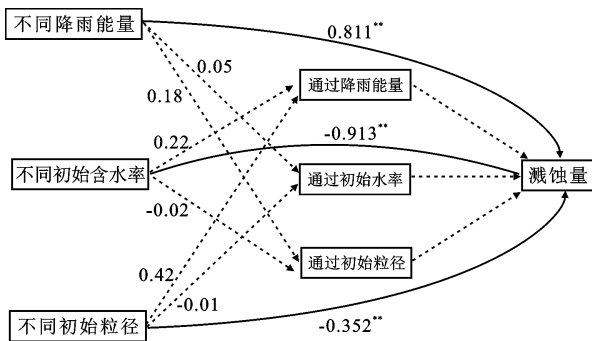 不同降雨能量
0.811**
0.05
0.18
通过降雨能量
0.22
-0.913**
不同初始含水率
通过初始水率
溅蚀量
-0.02
通过初始粒径
0.42
-0.01
不同初始粒径
-0.352**